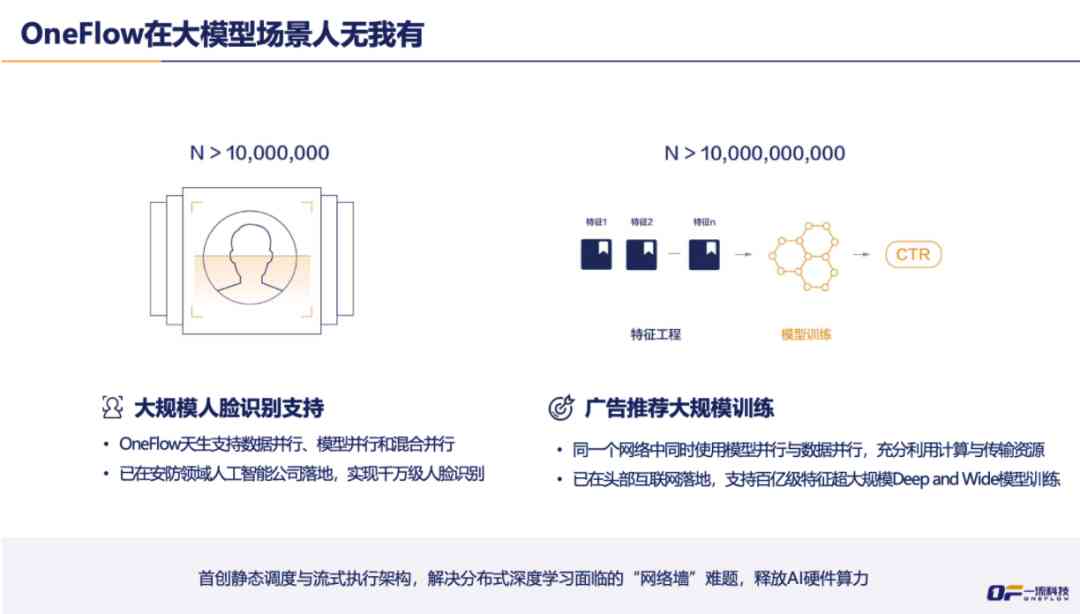 OneFlow在大模型场景人无我有
N > 10,000,000
大规模人脸识别支持
• OneFlow天生支持数据并行、模型并行和混合并行
• 已在安防领域人工智能公司落地，实现千万级人脸识别
N > 10,000,000,000
特征1 特征2 特征n
CTR
特征工程 模型训练
广告推荐大规模训练
• 同一个网络中同时使用模型并行与数据并行，充分利用计算与传输资源
• 已在头部互联网落地，支持百亿级特征超大规模Deep and Wide模型训练
首创静态调度与流式执行架构，解决分布式深度学习面临的“网络墙”难题，释放AI硬件算力
OF一流科技
ONEFLOW